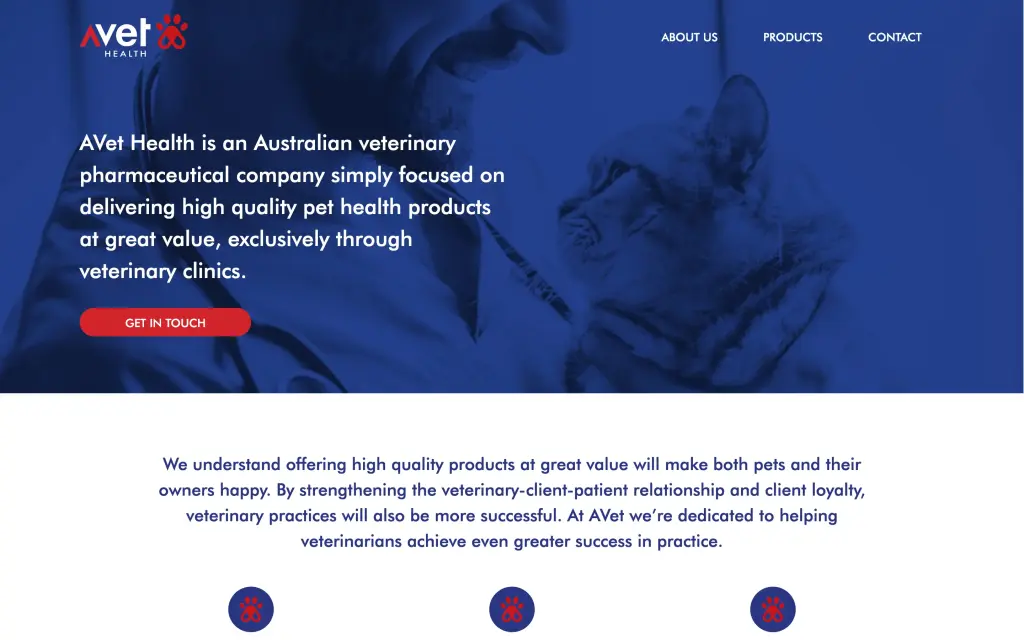 AVet
HEALTH
ABOUT US
PRODUCTS
CONTACT
AVet Health is an Australian veterinary
pharmaceutical company simply focused on
delivering high quality pet health products
at great value, exclusively through
veterinary clinics.
GET IN TOUCH
We understand offering high quality products at great value will make both pets and their
owners happy. By strengthening the veterinary-client-patient relationship and client loyalty,
veterinary practices will also be more successful. At AVet we’re dedicated to helping
veterinarians achieve even greater success in practice.